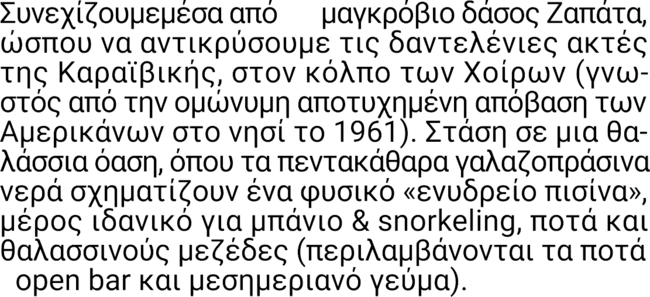 Συνεχίζουμεμέσα από μαγκρόβιο δάσος Ζαπάτα,
ώσπου να αντικρύσουμε τις δαντελένιες ακτές
της Καραϊβικής, στον κόλπο των Χοίρων (γνω-
στός από την ομώνυμη αποτυχημένη απόβαση των
Αμερικάνων στο νησί το 1961). Στάση σε μια θα-
λάσσια όαση, όπου τα πεντακάθαρα γαλαζοπράσινα
νερά σχηματίζουν ένα φυσικό «ενυδρείο πισίνα»,
μέρος ιδανικό για μπάνιο & snorkeling, ποτά και
θαλασσινούς μεζέδες (περιλαμβάνονται τα ποτά
open bar και μεσημεριανό γεύμα).